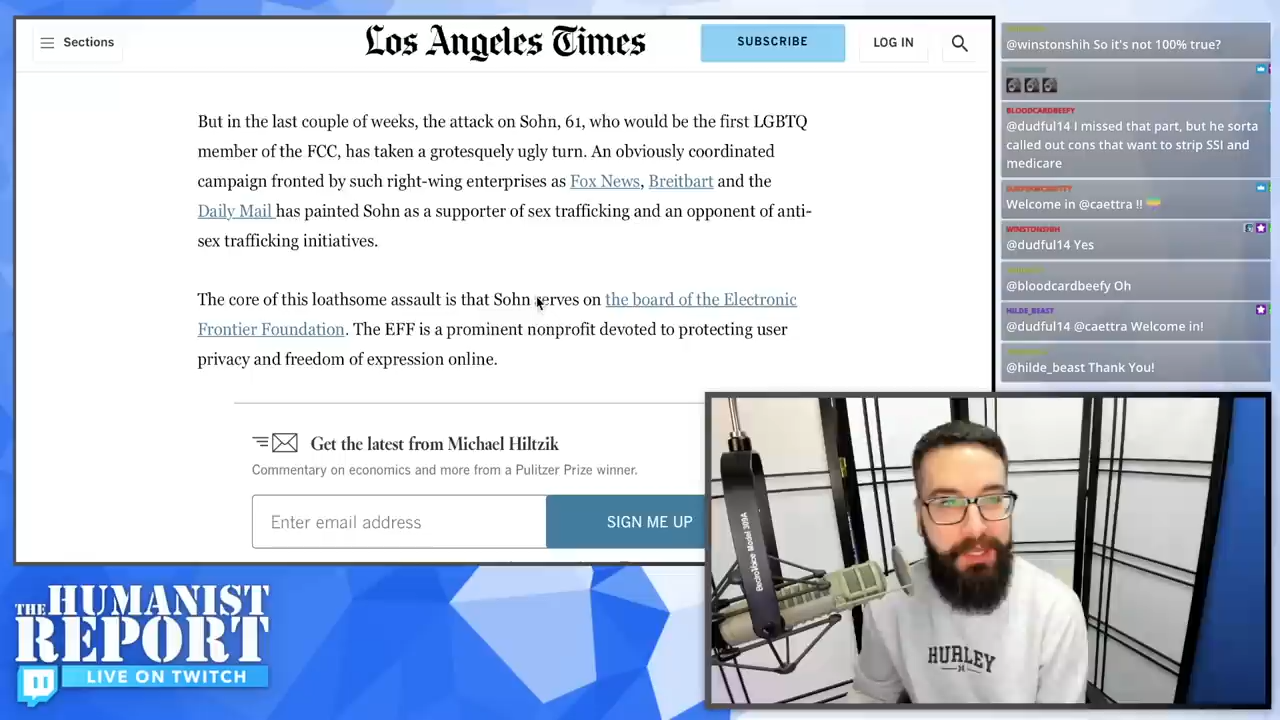 Sections
Los Angeles Times
SUBSCRIBE
LOG IN
But in the last couple of weeks, the attack on Sohn, 61, who would be the first LGBTQ
member of the FCC, has taken a grotesquely ugly turn. An obviously coordinated
campaign fronted by such right-wing enterprises as Fox News, Breitbart and the
Daily Mail has painted Sohn as a supporter of sex trafficking and an opponent of anti-
sex trafficking initiatives.
The core of this loathsome assault is that Sohn serves on the board of the Electronic
Frontier Foundation. The EFF is a prominent nonprofit devoted to protecting user
privacy and freedom of expression online.
Get the latest from Michael Hiltzik
Commentary on economics and more from a Pulitzer Prize winner.
Enter email address
SIGN ME UP
@winstonshih So it's not 100% true?
BLOODCARDBEEFY
@dudful14 I missed that part, but he sorta
called out cons that want to strip SSI and
medicare
Welcome in @caettra !!
WINSTONSHIH
@dudful14 Yes
@bloodcardbeefy Oh
HILDE_BEAST
@dudful14 @caettra Welcome in!
@hilde_beast Thank You!
THE HUMANIST
REPORT
LIVE ON TWITCH
ElectroVoice Model 309A
HURLEY